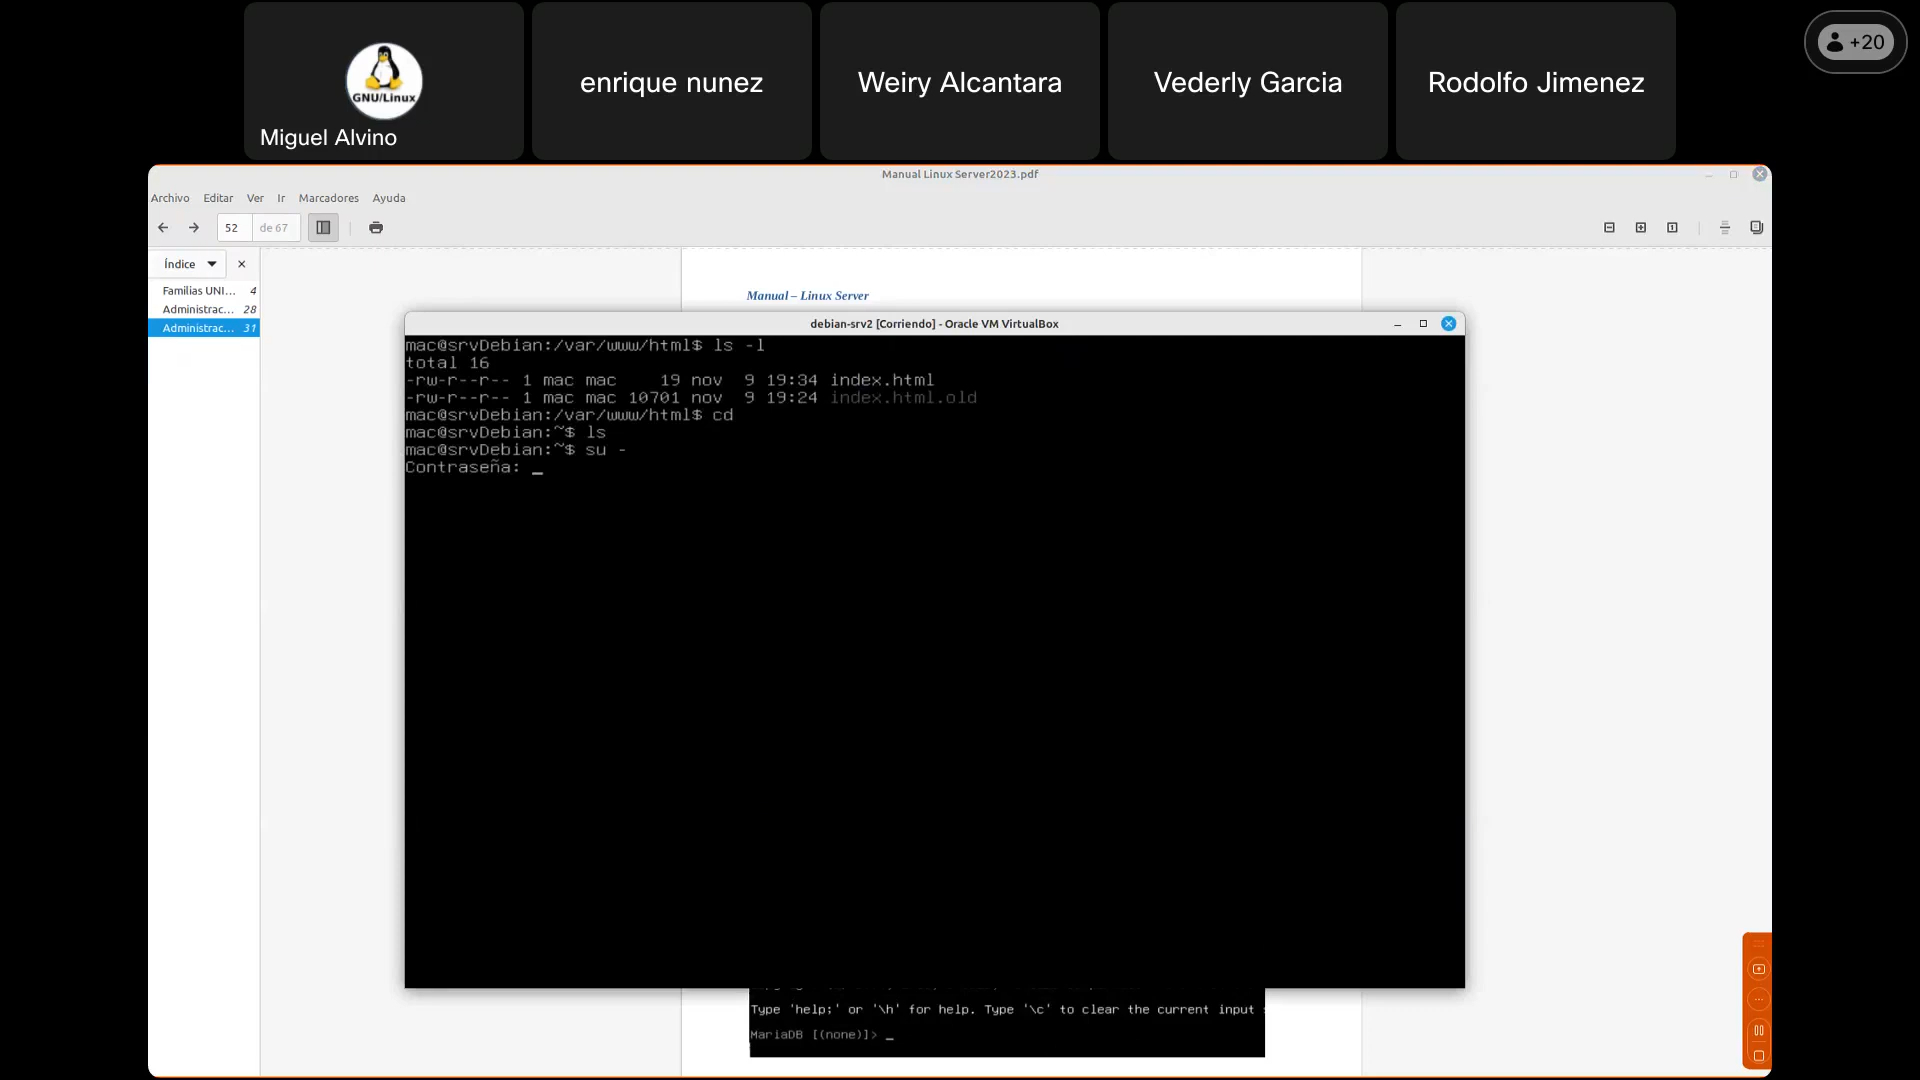 GNU/Linux
Miguel Alvino
enrique nunez
Weiry Alcantara
Vederly Garcia
Rodolfo Jimenez
+20
Manual Linux Server2023.pdf
Archivo Editar Ver Ir Marcadores Ayuda
52 de 67
Índice
Familias UNI... 4
Administrac... 28
Administrac... 31
Manual – Linux Server
debian-srv2 [Corriendo] - Oracle VM VirtualBox
mac@srvDebian:/var/www/html$ ls -l
total 16
-rw-r--r-- 1 mac mac    19 nov  9 19:34 index.html
-rw-r--r-- 1 mac mac 10701 nov  9 19:24 index.html.old
mac@srvDebian:/var/www/html$ cd
mac@srvDebian:~$ ls
mac@srvDebian:~$ su -
Contraseña: _
Type 'help;' or '\h' for help. Type '\c' to clear the current input
MariaDB [(none)]> _